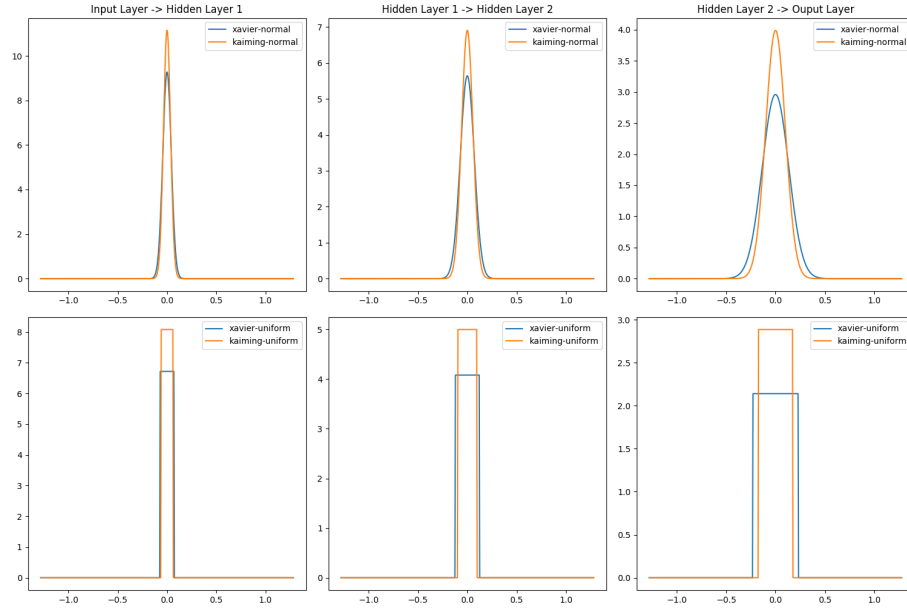 Input Layer -> Hidden Layer 1
xavier-normal
kaiming-normal
10
8
6
4
2
0
-1.0 -0.5 0.0 0.5 1.0
Hidden Layer 1 -> Hidden Layer 2
xavier-normal
kaiming-normal
7
6
5
4
3
2
1
0
-1.0 -0.5 0.0 0.5 1.0
Hidden Layer 2 -> Ouput Layer
xavier-normal
kaiming-normal
4.0
3.5
3.0
2.5
2.0
1.5
1.0
0.5
0.0
-1.0 -0.5 0.0 0.5 1.0
xavier-uniform
kaiming-uniform
8
7
6
5
4
3
2
1
0
-1.0 -0.5 0.0 0.5 1.0
xavier-uniform
kaiming-uniform
5
4
3
2
1
0
-1.0 -0.5 0.0 0.5 1.0
xavier-uniform
kaiming-uniform
3.0
2.5
2.0
1.5
1.0
0.5
0.0
-1.0 -0.5 0.0 0.5 1.0